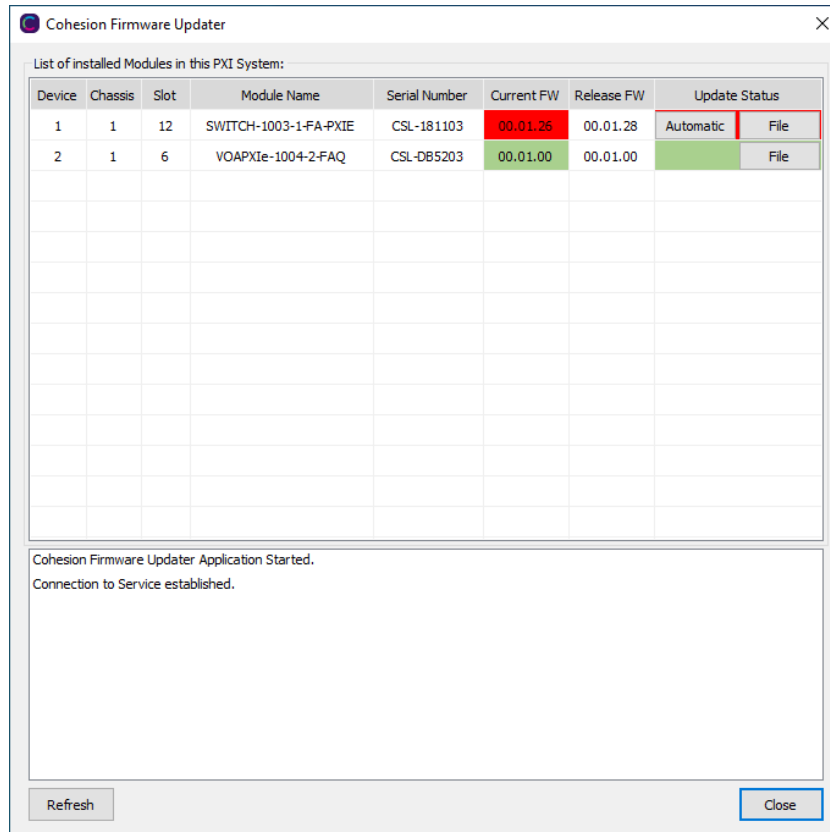 Cohesion Firmware Updater
List of installed Modules in this PXI System:
Device Chassis Slot Module Name Serial Number Current FW Release FW Update Status
1 1 12 SWITCH-1003-1-FA-PXIE CSL-181103 00.01.26 00.01.28 Automatic File
2 1 6 VOAPXIe-1004-2-FAQ CSL-DB5203 00.01.00 00.01.00 File
Cohesion Firmware Updater Application Started.
Connection to Service established.
Refresh Close